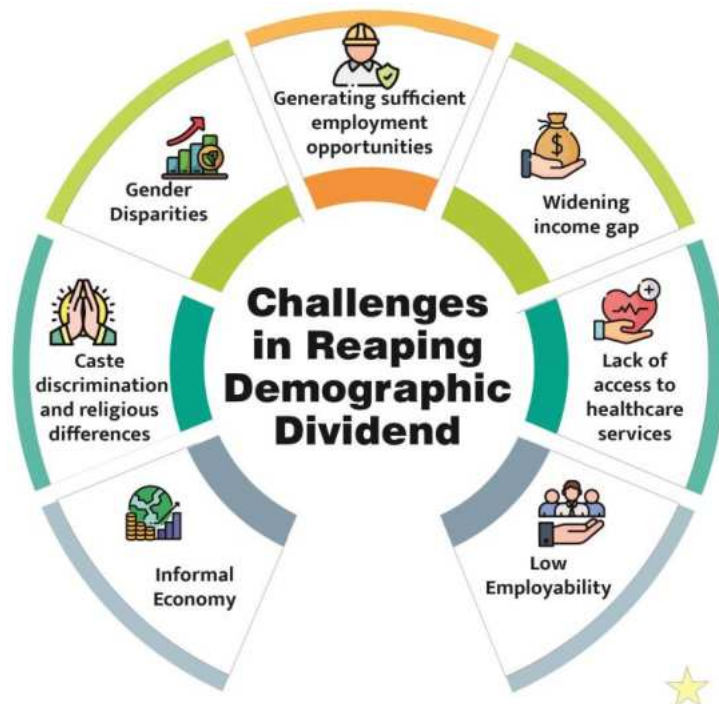 Challenges
in Reaping
Demographic
Dividend
Informal
Economy
Caste
discrimination
and religious
differences
Gender
Disparities
Generating sufficient
employment
opportunities
Widening
income gap
Lack of
access to
healthcare
services
Low
Employability